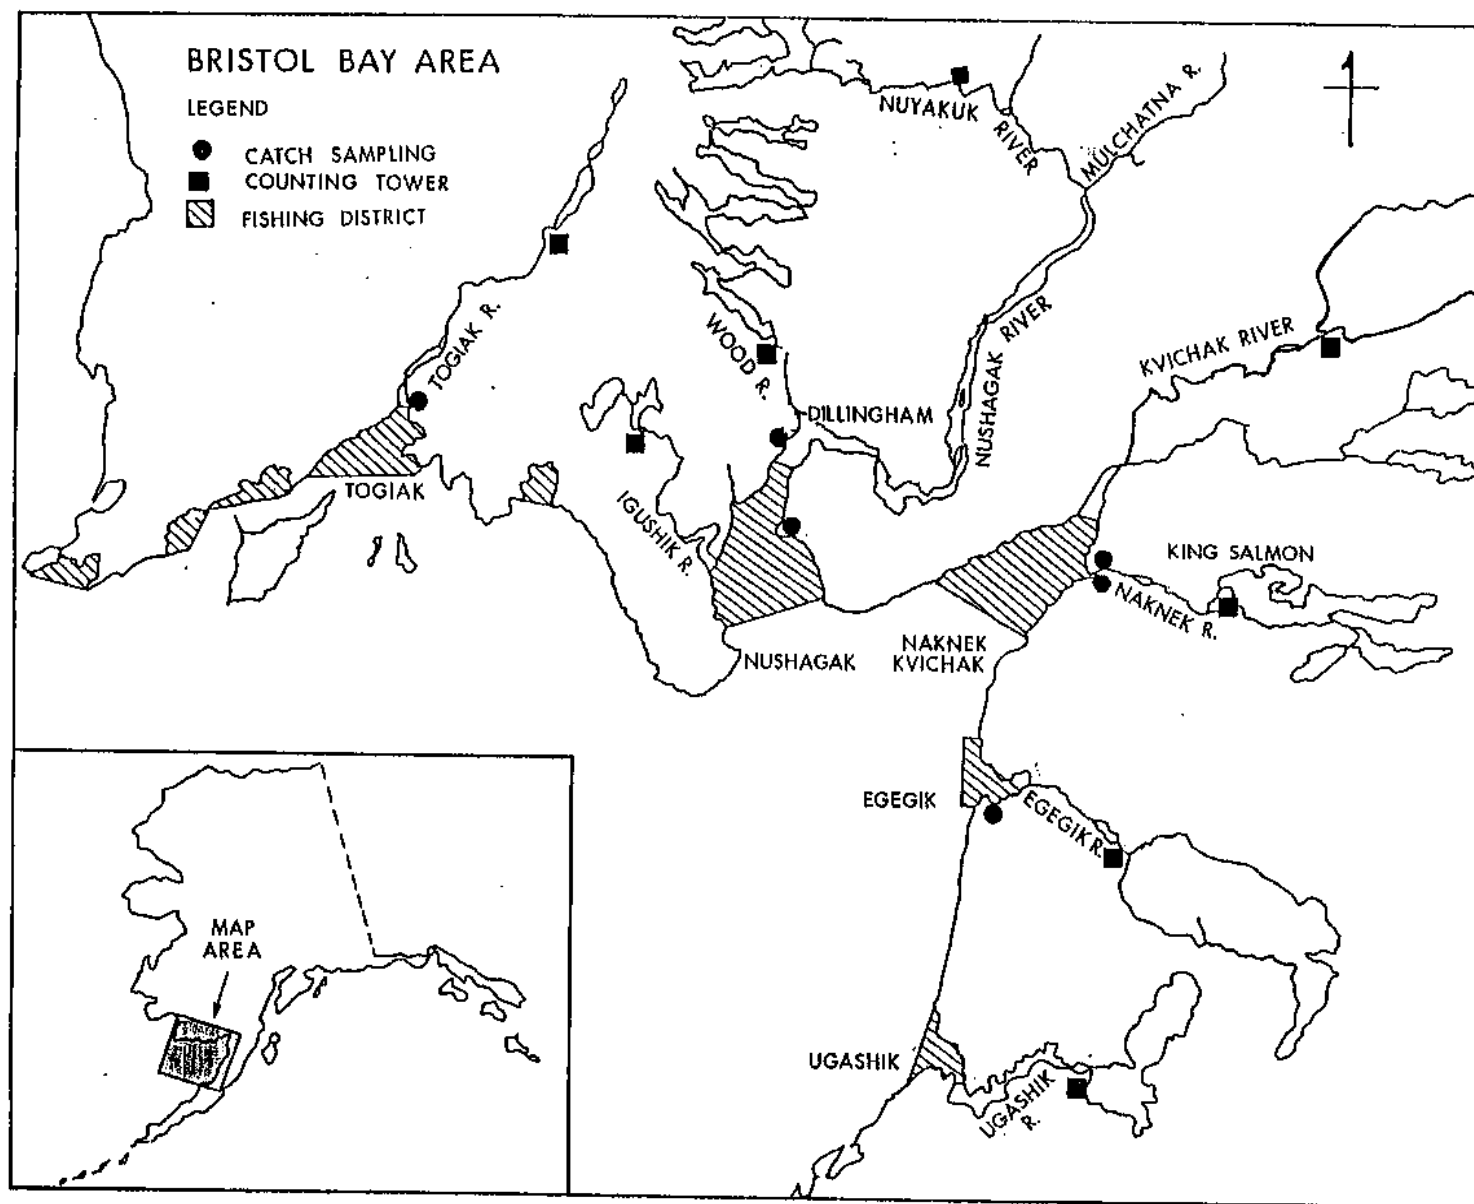 BRISTOL BAY AREA
LEGEND
CATCH SAMPLING
COUNTING TOWER
FISHING DISTRICT
NUYAKUK RIVER
MULCHATNA R.
TOGIAK R.
WOOD R.
NUSHAGAK RIVER
KVICHAK RIVER
DILLINGHAM
TOGIAK
IGUSHIK R.
KING SALMON
NAKNEK R.
NUSHAGAK
NAKNEK
KVICHAK
EGEGIK
EGEGIK R.
MAP
AREA
UGASHIK
UGASHIK
R.